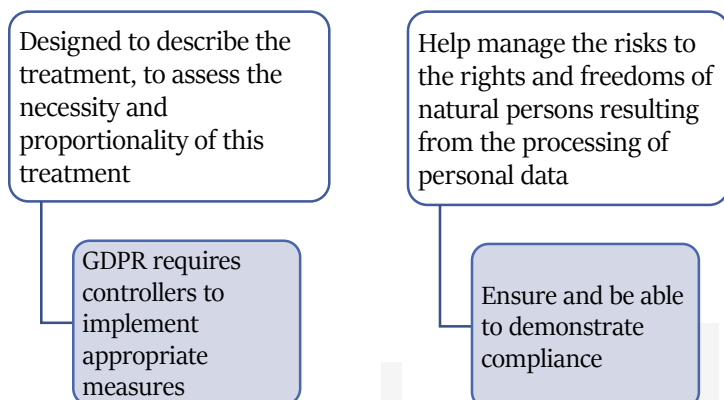 Designed to describe the
treatment, to assess the
necessity and
proportionality of this
treatment
GDPR requires
controllers to
implement
appropriate
measures
Help manage the risks to
the rights and freedoms of
natural persons resulting
from the processing of
personal data
Ensure and be able
to demonstrate
compliance